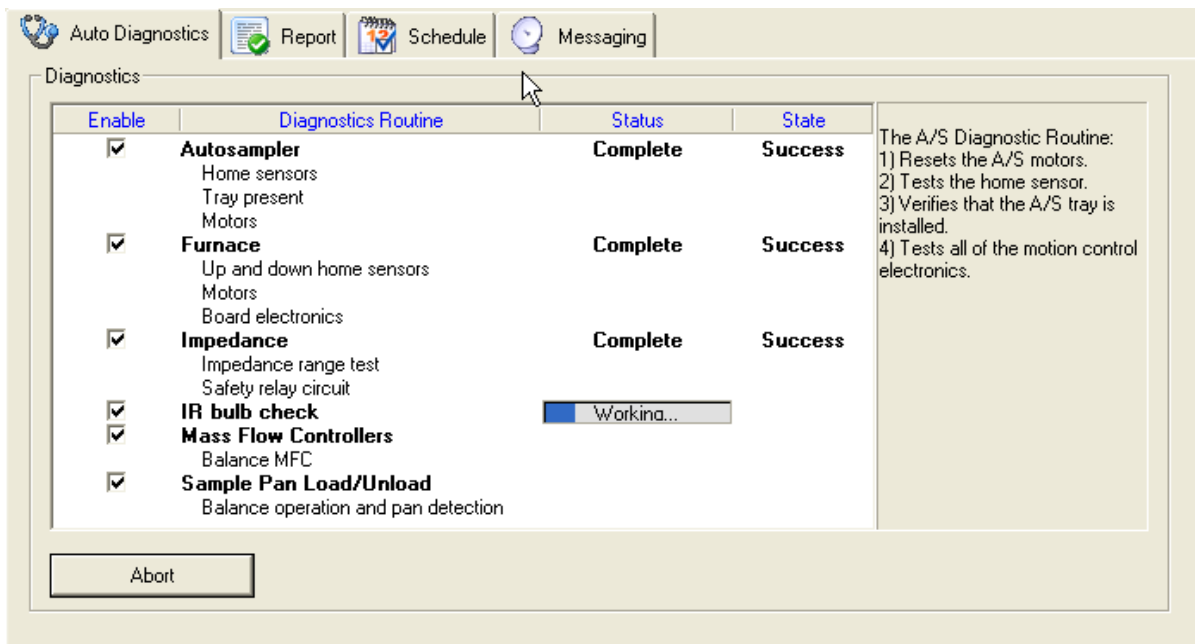 Auto Diagnostics Report Schedule Messaging
Diagnostics
Enable Diagnostics Routine Status State
Autosampler Complete Success
Home sensors
Tray present
Motors
Furnace Complete Success
Up and down home sensors
Motors
Board electronics
Impedance Complete Success
Impedance range test
Safety relay circuit
IR bulb check Working...
Mass Flow Controllers
Balance MFC
Sample Pan Load/Unload
Balance operation and pan detection
The A/S Diagnostic Routine:
1) Resets the A/S motors.
2) Tests the home sensor.
3) Verifies that the A/S tray is
installed.
4) Tests all of the motion control
electronics.
Abort